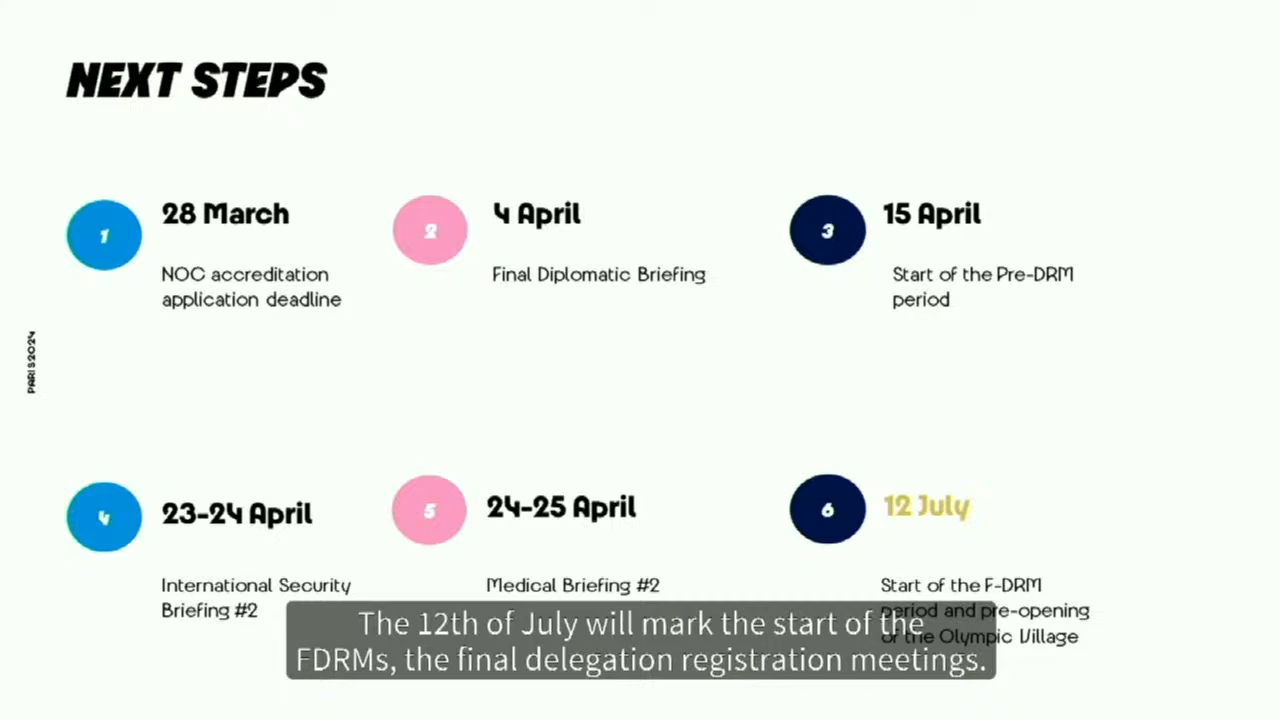 NEXT STEPS
1
28 March
NOC accreditation
application deadline
2
4 April
Final Diplomatic Briefing
3
15 April
Start of the Pre-DRM
period
PARIS2024
4
23-24 April
International Security
Briefing #2
5
24-25 April
Medical Briefing #2
6
12 July
Start of the F-DRM
period and pre-opening
of the Olympic Village
The 12th of July will mark the start of the
FDRMs, the final delegation registration meetings.